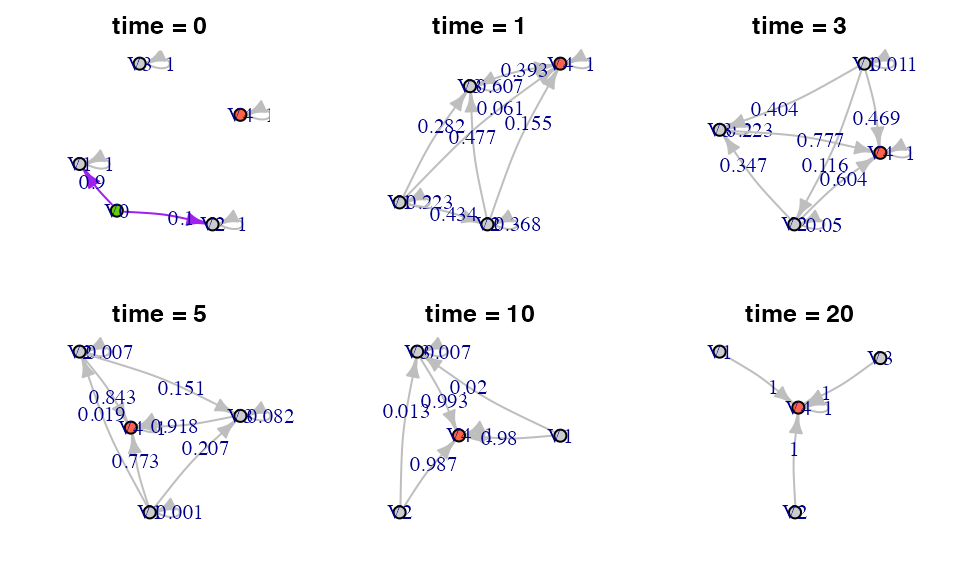 time = 0
V3 1
V4
V1 1
0.9
V0
V2 1
time = 1
0.393
V4 1
V3 0.607
0.061
0.282
0.155
0.477
V1 0.223
0.434
V2 0.368
time = 3
V1 0.011
0.404
0.469
V3 0.223
0.777
V4 1
0.347
0.116
0.604
V2 0.05
time = 5
V2 0.007
0.151
0.843
0.019
V3 0.082
V4 1
0.918
0.207
0.773
V1 0.001
time = 10
V3 0.007
0.02
0.993
0.013
V4 1
0.98
V1
0.987
V2
time = 20
V1
V3
1
1
V4 1
1
V2